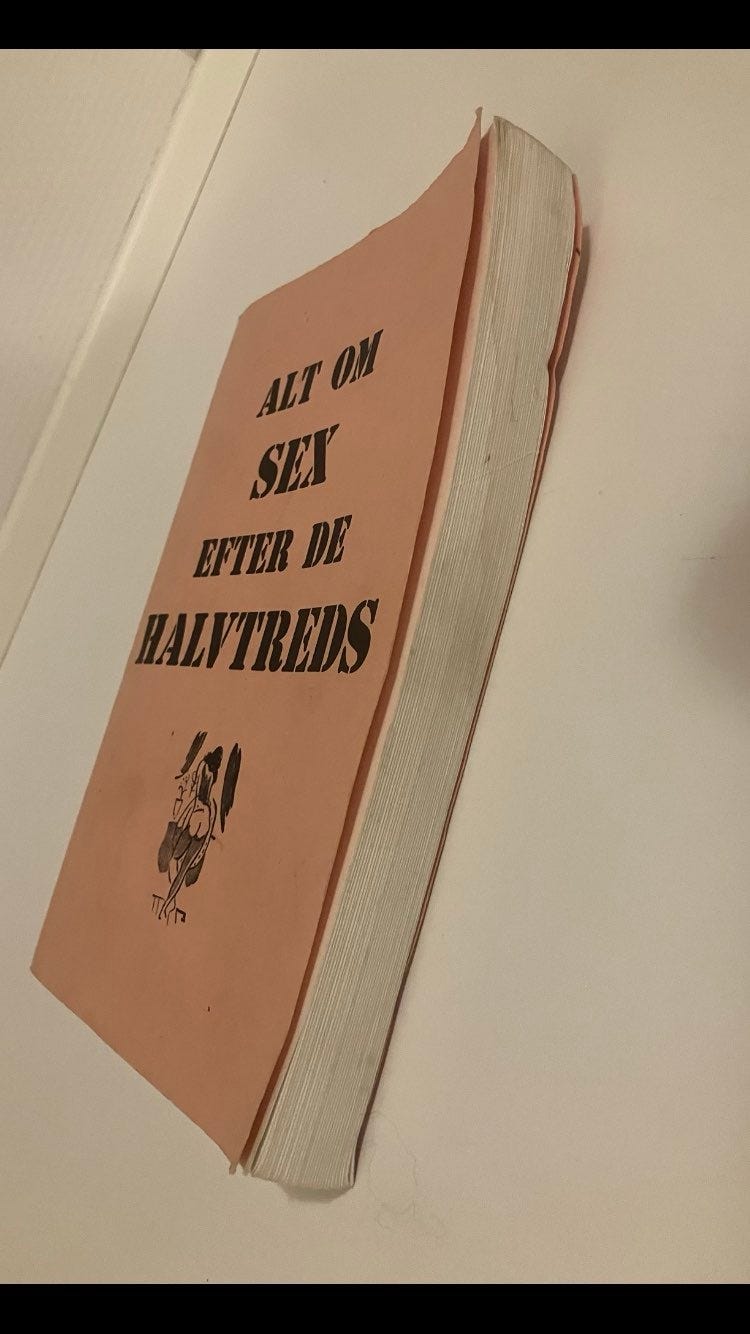 ALT OM
SEX
EFTER DE
HALVTREDS